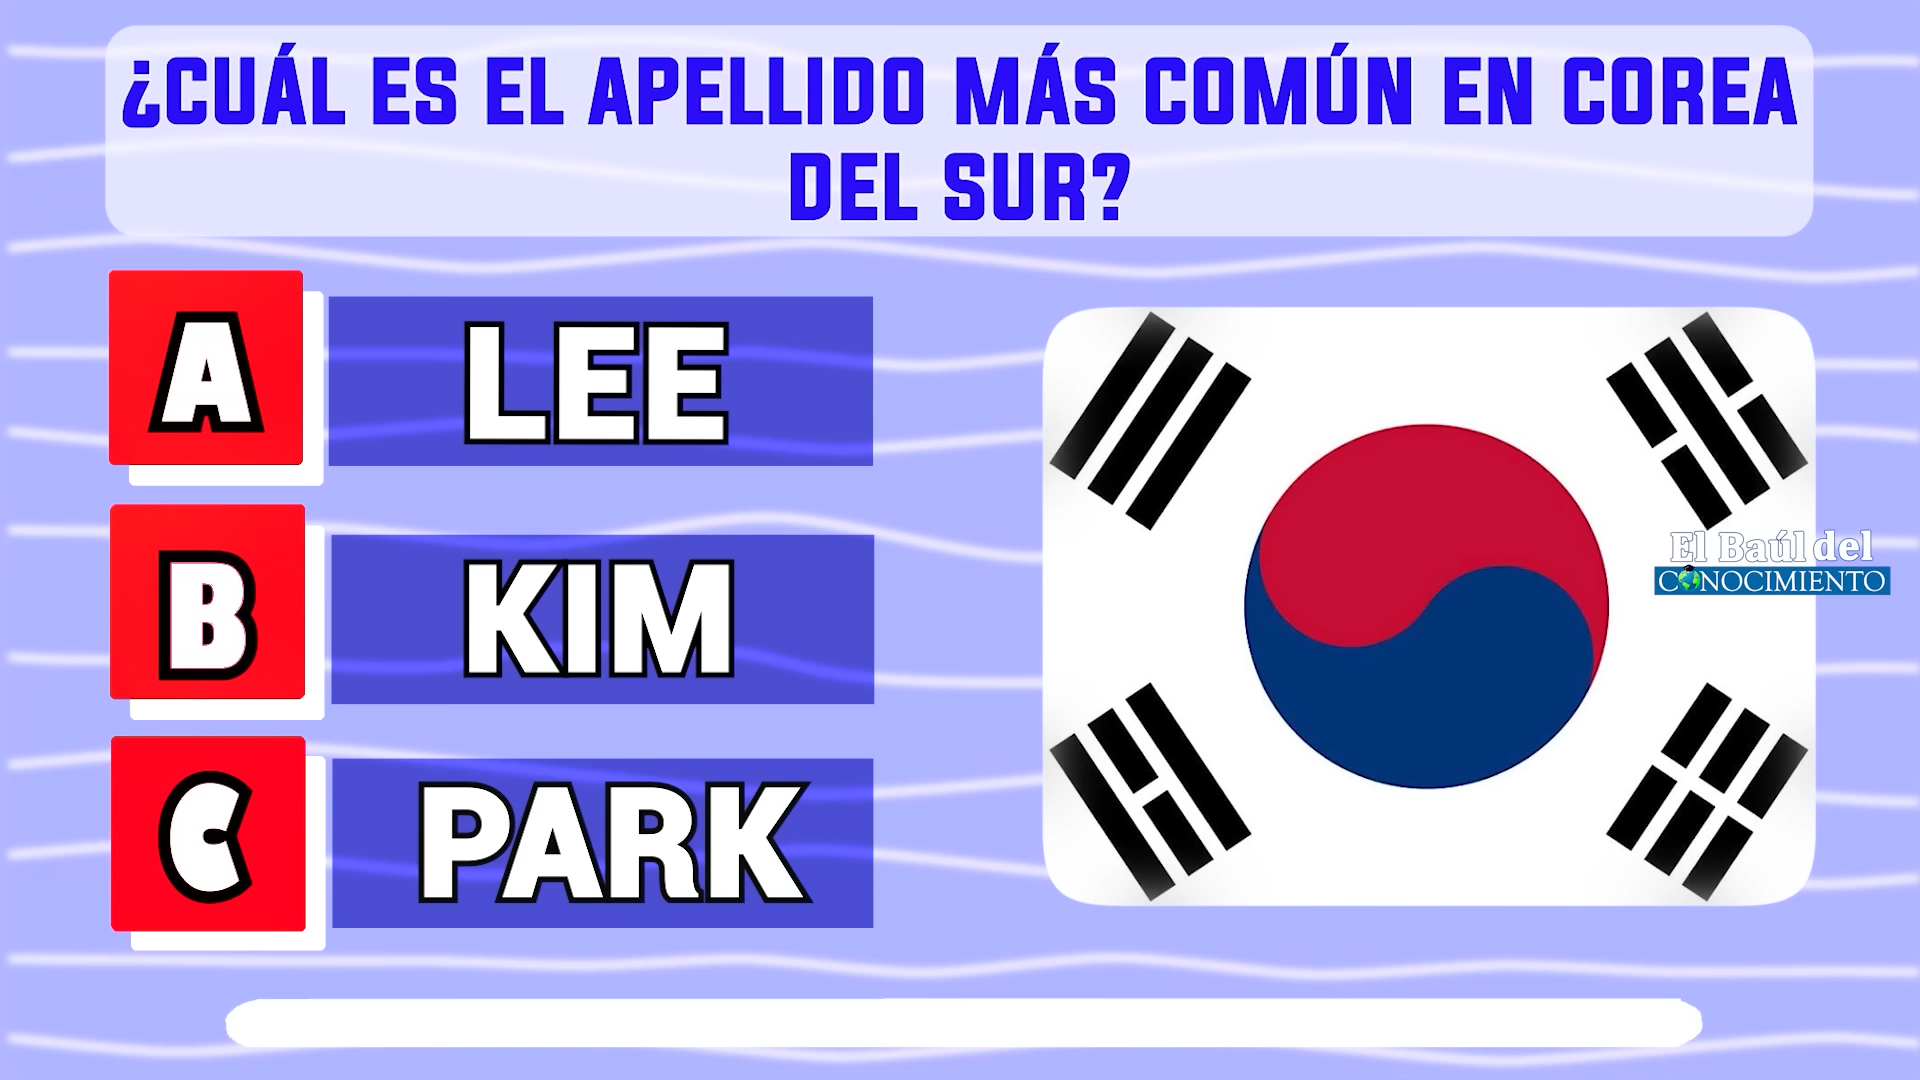 ¿CUÁL ES EL APELLIDO MÁS COMÚN EN COREA
DEL SUR?
A LEE
B KIM
C PARK
El Baúl del
CONOCIMIENTO